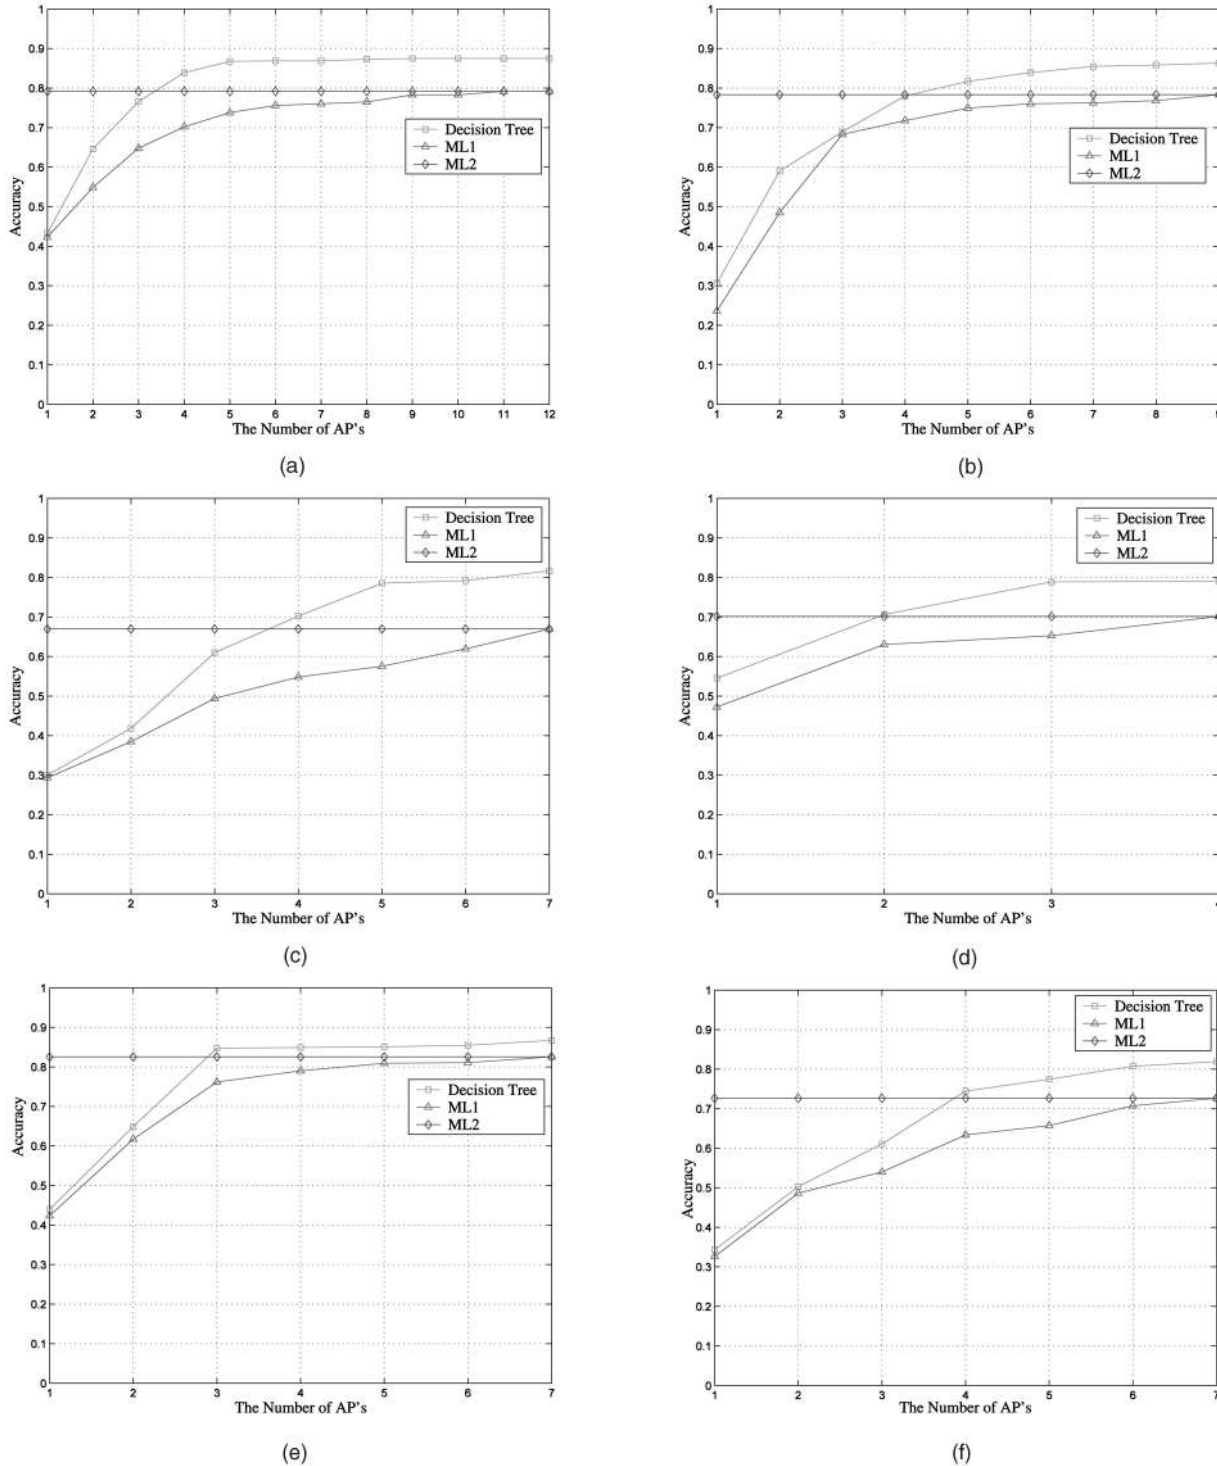 1
0.9
0.8
0.7
0.6
0.5
0.4
0.3
0.2
0.1
0
Accuracy
Decision Tree
ML1
ML2
1 2 3 4 5 6 7 8 9 10 11 12
The Number of AP's
(a)
1
0.9
0.8
0.7
0.6
0.5
0.4
0.3
0.2
0.1
0
Accuracy
Decision Tree
ML1
ML2
1 2 3 4 5 6 7 8
The Number of AP's
(b)
1
0.9
0.8
0.7
0.6
0.5
0.4
0.3
0.2
0.1
0
Accuracy
Decision Tree
ML1
ML2
1 2 3 4 5 6 7
The Number of AP's
(c)
1
0.9
0.8
0.7
0.6
0.5
0.4
0.3
0.2
0.1
0
Accuracy
Decision Tree
ML1
ML2
1 2 3
The Numbe of AP's
(d)
1
0.9
0.8
0.7
0.6
0.5
0.4
0.3
0.2
0.1
0
Accuracy
Decision Tree
ML1
ML2
1 2 3 4 5 6 7
The Number of AP's
(e)
1
0.9
0.8
0.7
0.6
0.5
0.4
0.3
0.2
0.1
0
Accuracy
Decision Tree
ML1
ML2
1 2 3 4 5 6 7
The Number of AP's
(f)